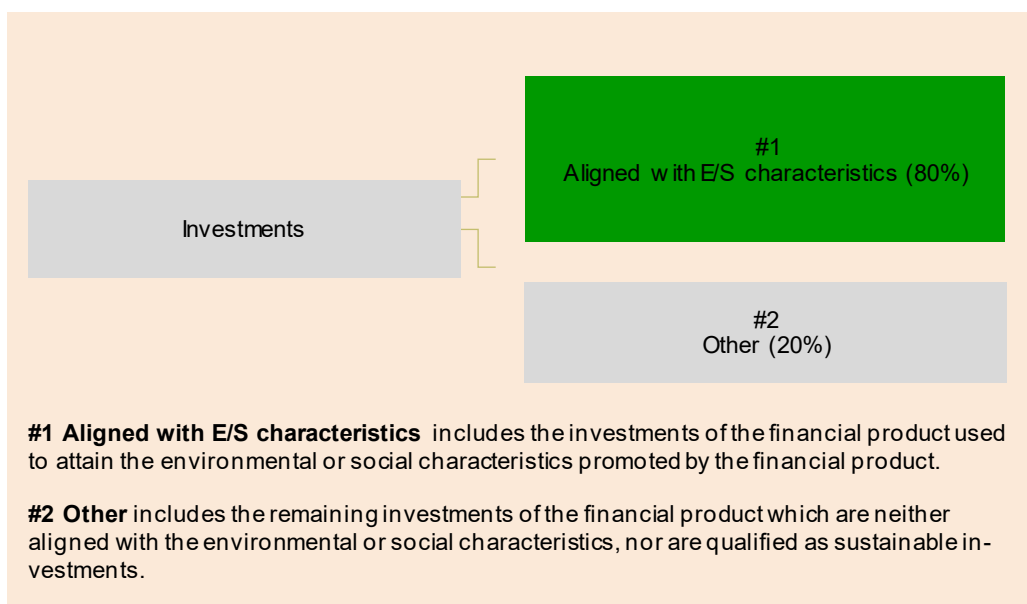 #1
Aligned with E/S characteristics (80%)
Investments
#2
Other (20%)
#1 Aligned with E/S characteristics includes the investments of the financial product used
to attain the environmental or social characteristics promoted by the financial product.
#2 Other includes the remaining investments of the financial product which are neither
aligned with the environmental or social characteristics, nor are qualified as sustainable in-
vestments.